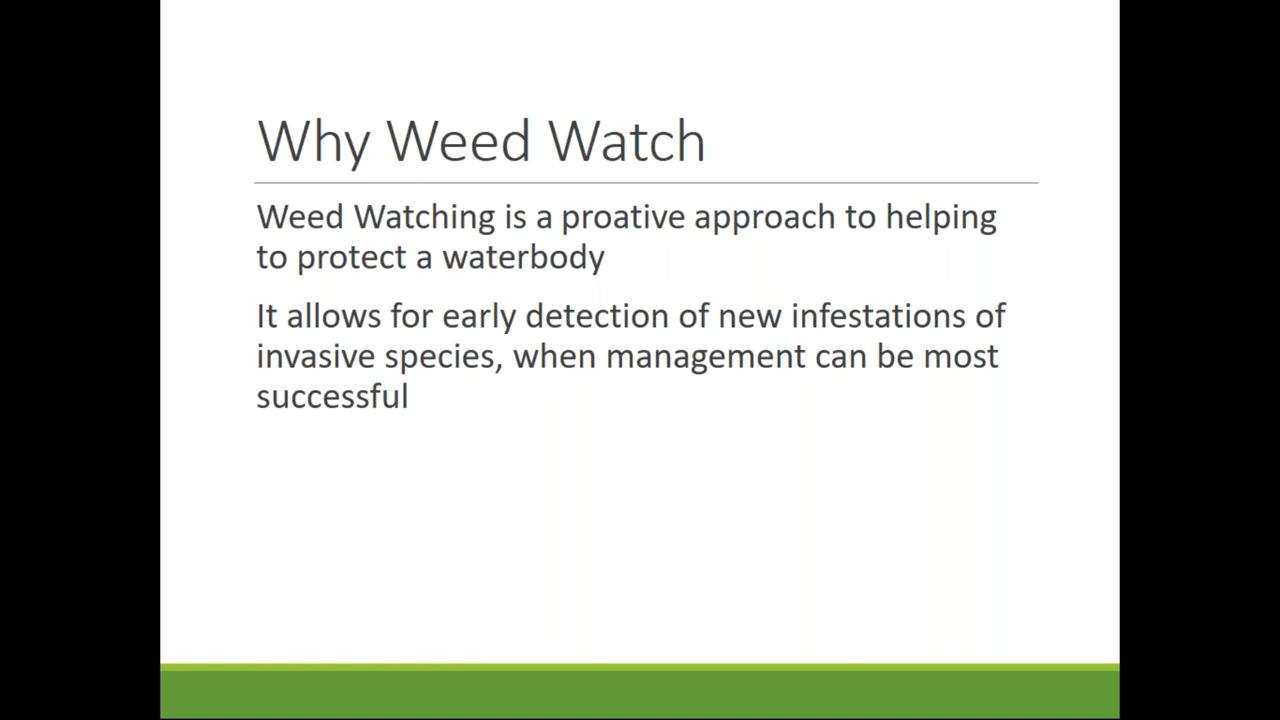 Why Weed Watch
Weed Watching is a proative approach to helping
to protect a waterbody
It allows for early detection of new infestations of
invasive species, when management can be most
successful